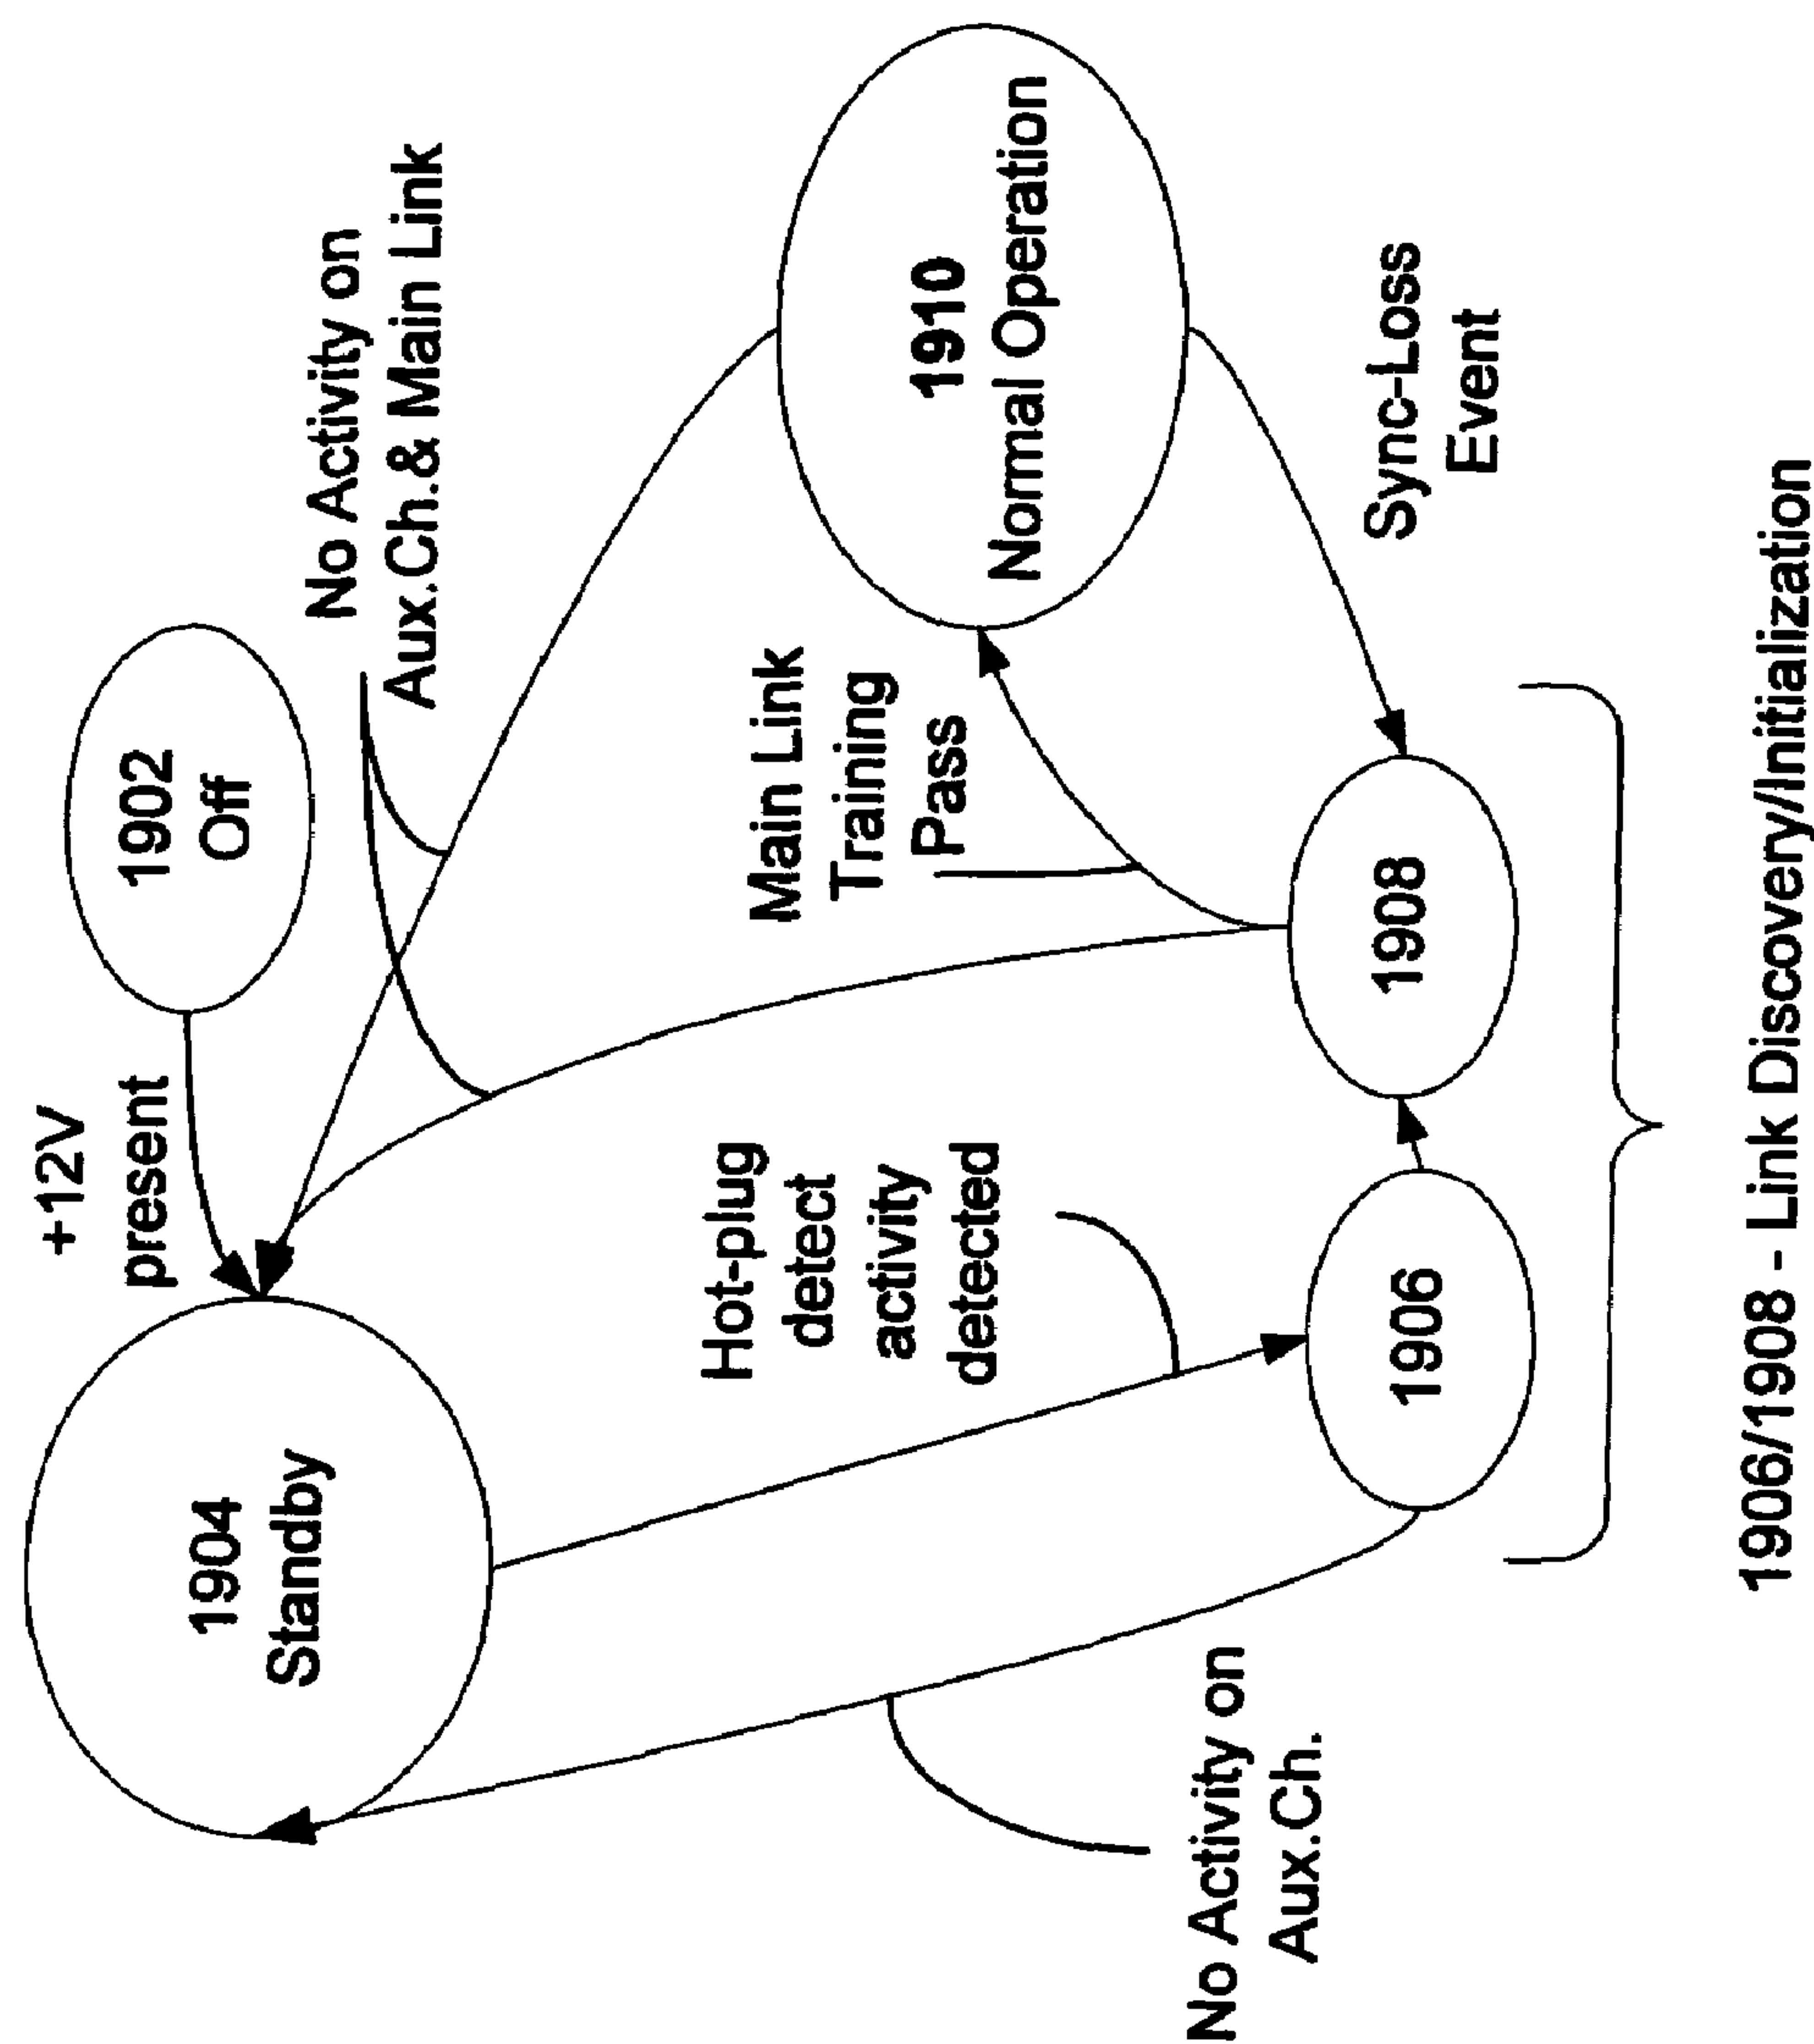 +12V
present
1902
Off
No Activity on
Aux.Ch.& Main Link
1904
Standby
Hot-plug
detect
activity
detected
Main Link
Training
Pass
1910
Normal Operation
No Activity on
Aux.Ch.
1906
1908
Sync-Loss
Event
1906/1908 - Link Discovery/Initialization